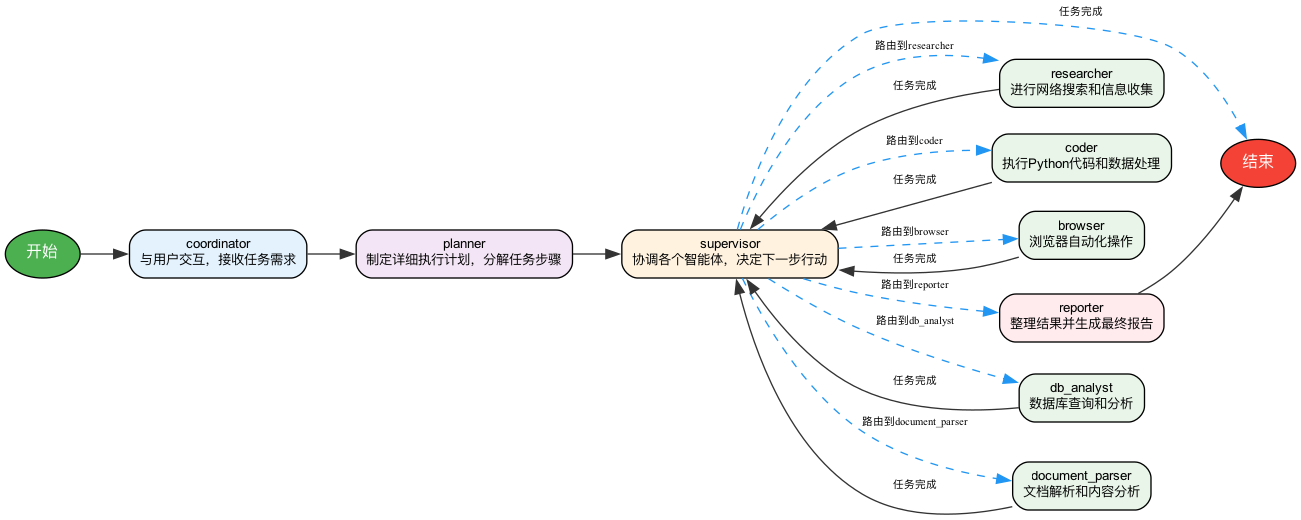 任务完成
路由到researcher
researcher
进行网络搜索和信息收集
任务完成
路由到coder
coder
执行Python代码和数据处理
任务完成
结束
开始
coordinator
与用户交互，接收任务需求
planner
制定详细执行计划，分解任务步骤
supervisor
协调各个智能体，决定下一步行动
路由到browser
browser
浏览器自动化操作
任务完成
路由到reporter
reporter
整理结果并生成最终报告
路由到db_analyst
db_analyst
数据库查询和分析
任务完成
路由到document_parser
document_parser
文档解析和内容分析
任务完成